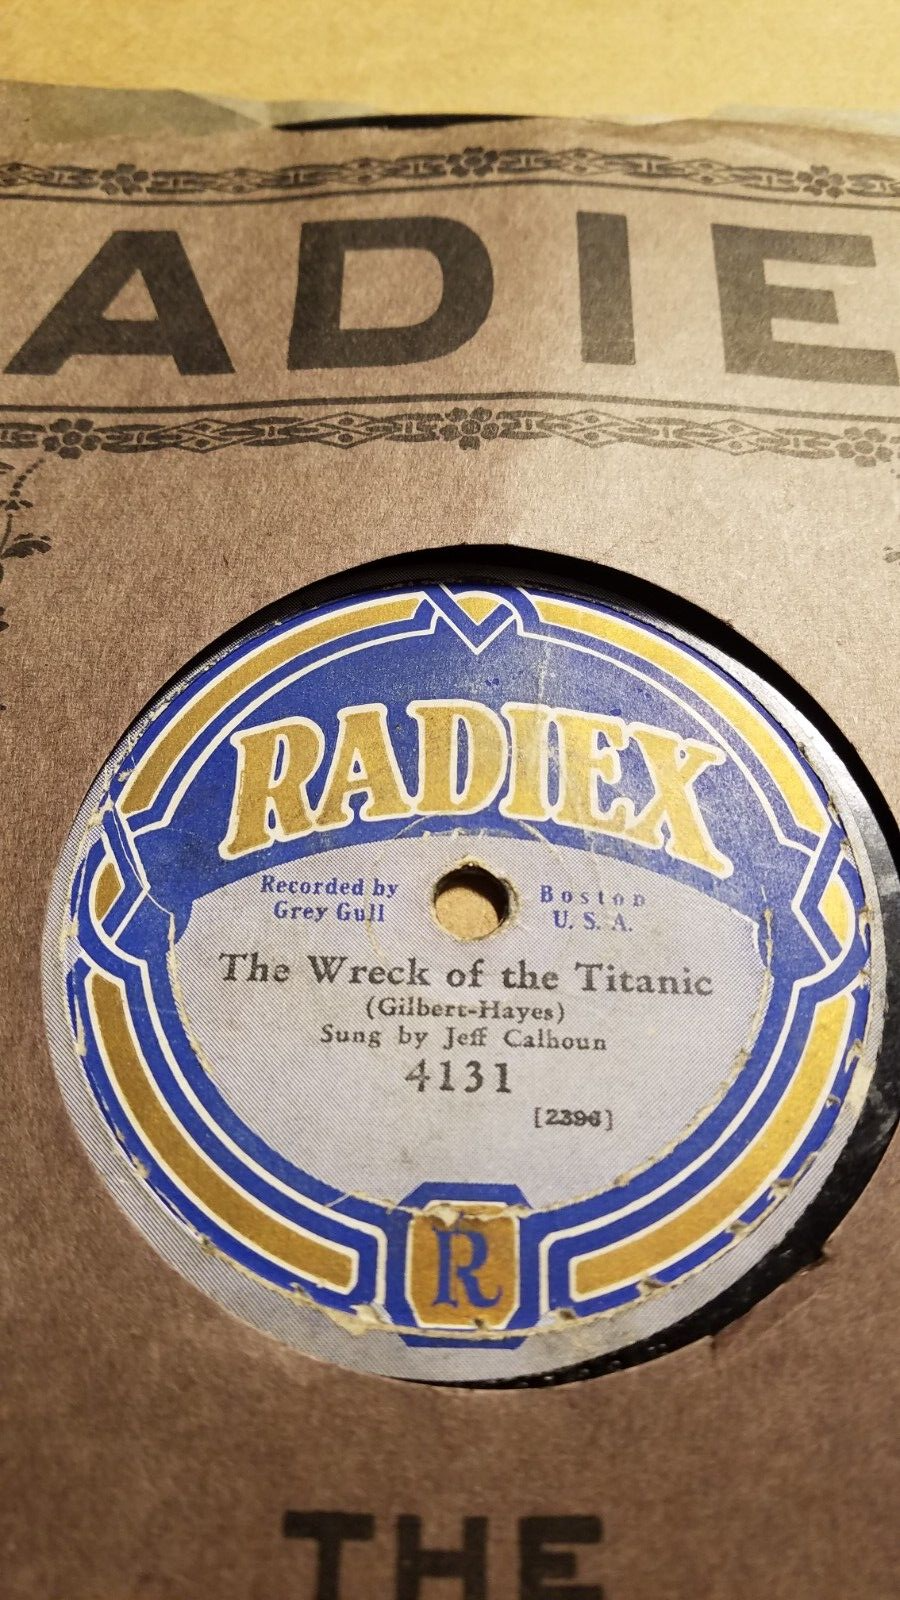 ADIE
RADIEX
Recorded by
Grey Gull
Boston
U. S. A.
The Wreck of the Titanic
(Gilbert-Hayes)
Sung by Jeff Calhoun
4131
[2396]
R
THE